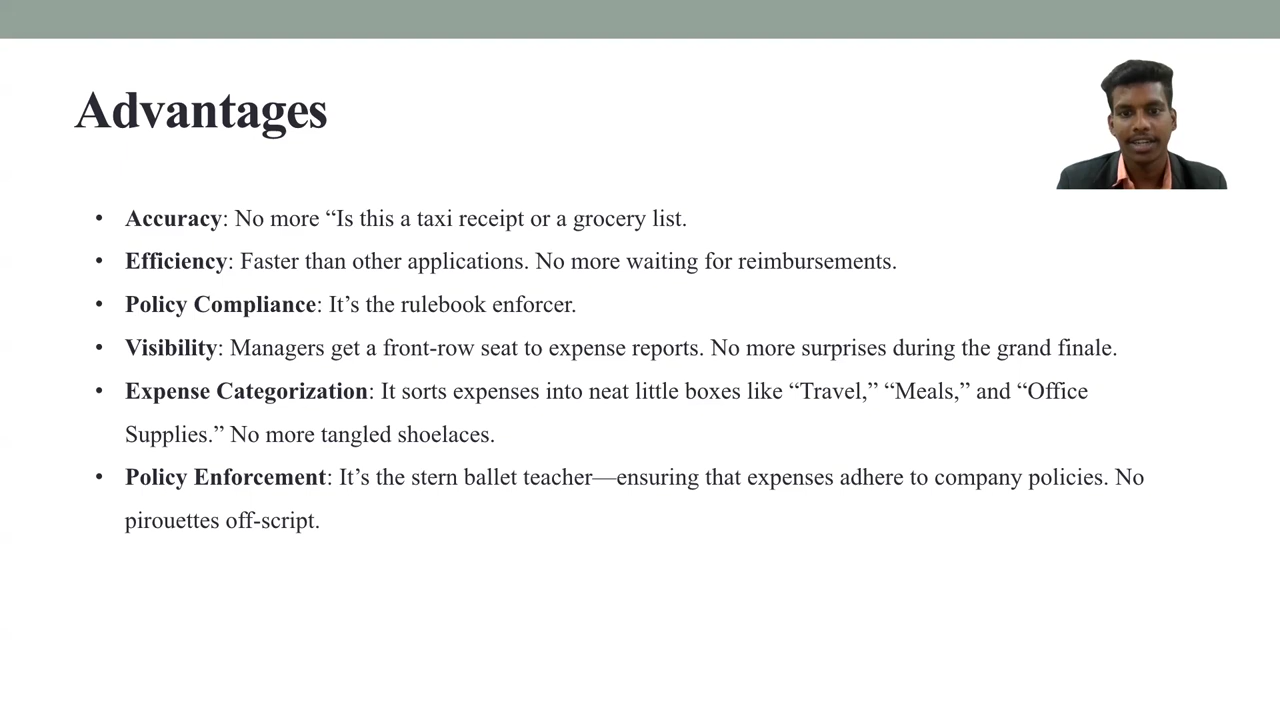 Advantages
• Accuracy: No more “Is this a taxi receipt or a grocery list.
• Efficiency: Faster than other applications. No more waiting for reimbursements.
• Policy Compliance: It’s the rulebook enforcer.
• Visibility: Managers get a front-row seat to expense reports. No more surprises during the grand finale.
• Expense Categorization: It sorts expenses into neat little boxes like “Travel,” “Meals,” and “Office
Supplies.” No more tangled shoelaces.
• Policy Enforcement: It’s the stern ballet teacher—ensuring that expenses adhere to company policies. No
pirouettes off-script.